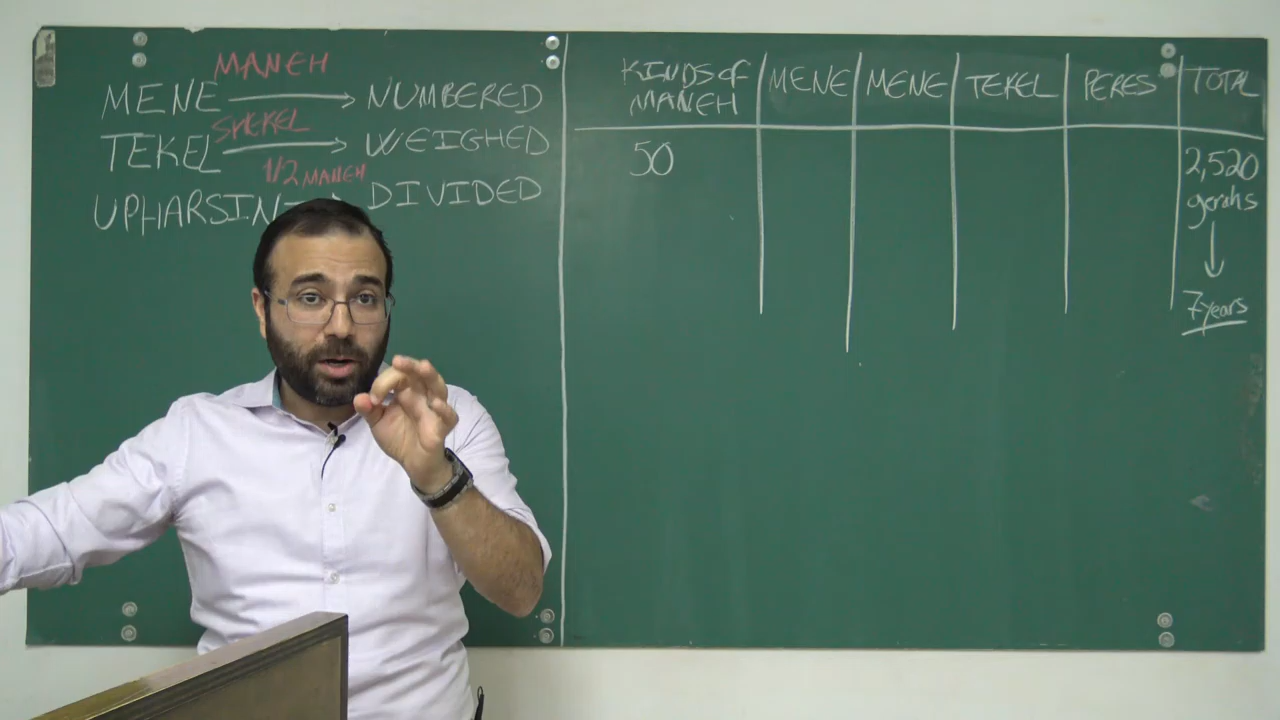 MANEH
MENE → NUMBERED
SHEKEL
TEKEL → WEIGHED
1/2 MANEH
UPHARSIN → DIVIDED
KINDS OF MANEH | MENE | MENE | TEKEL | PERES | TOTAL
50
2,520
gerahs
↓
7 years